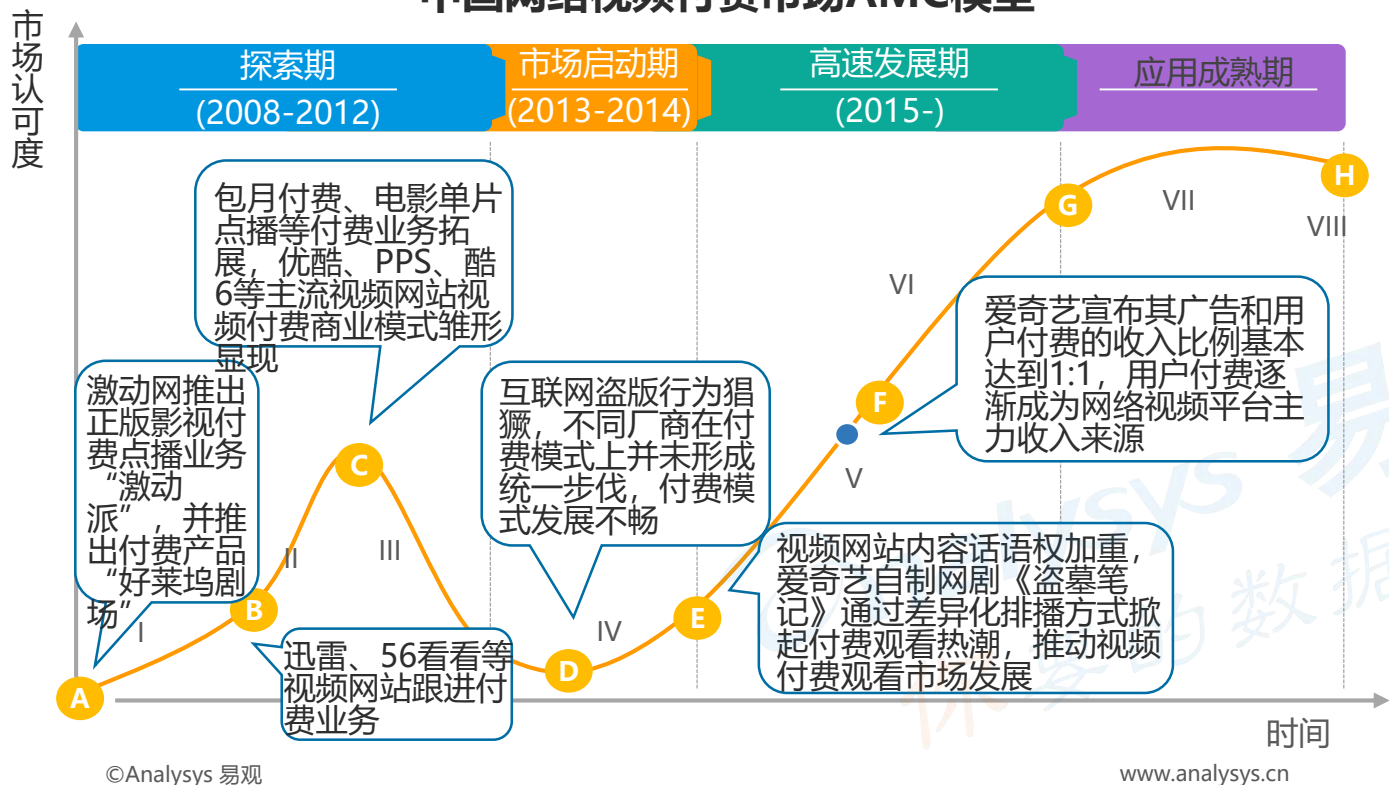 中国网络视频付费市场AMC模型
市场认可度
探索期
(2008-2012)
市场启动期
(2013-2014)
高速发展期
(2015-)
应用成熟期
包月付费、电影单片
点播等付费业务拓
展，优酷、PPS、酷
6等主流视频网站视
频付费商业模式雏形
显现
激动网推出
正版影视付
费点播业务
“激动
派”，并推
出付费产品
“好莱坞剧
场”
互联网盗版行为猖
獗，不同厂商在付
费模式上并未形成
统一步伐，付费模
式发展不畅
爱奇艺宣布其广告和用
户付费的收入比例基本
达到1:1，用户付费逐
渐成为网络视频平台主
力收入来源
视频网站内容话语权加重，
爱奇艺自制网剧《盗墓笔
记》通过差异化排播方式掀
起付费观看热潮，推动视频
付费观看市场发展
迅雷、56看看等
视频网站跟进付
费业务
A
B
C
D
E
F
G
H
I
II
III
IV
V
VI
VII
VIII
时间
Analysys 易
你要的数据
©Analysys 易观
www.analysys.cn